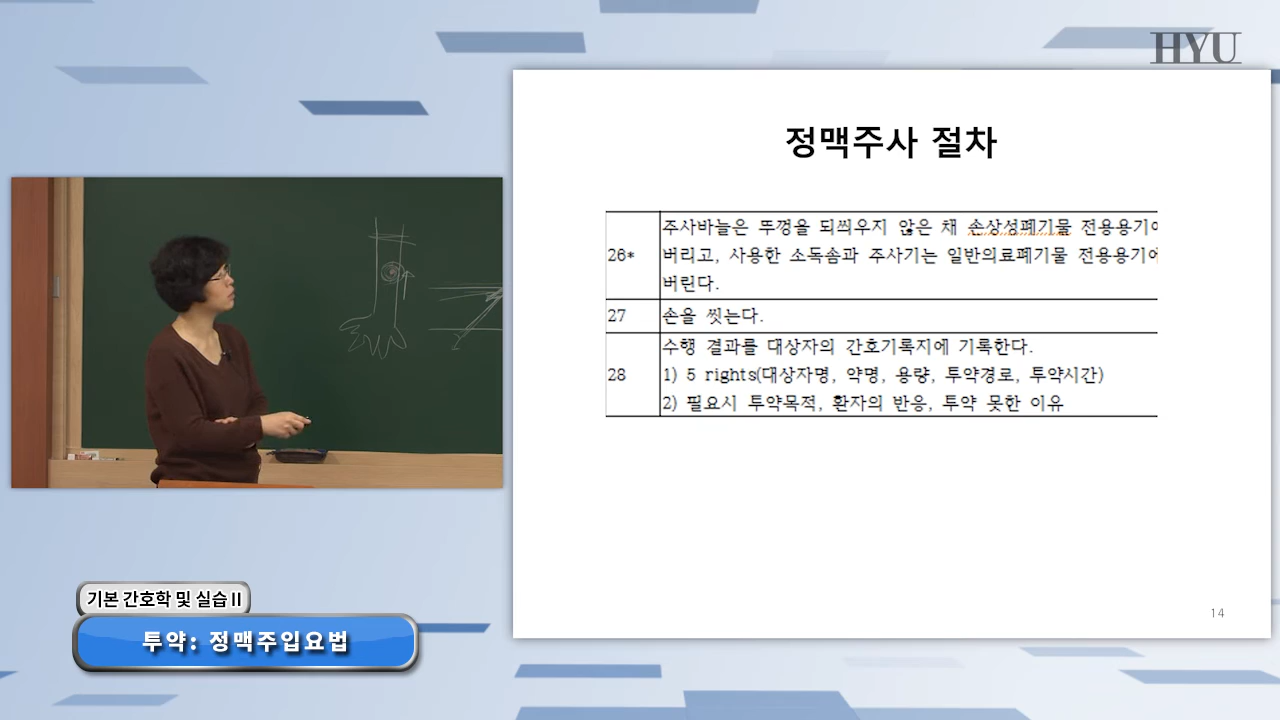 HYU
정맥주사 절차
26*
주사바늘은 뚜껑을 되씌우지 않은 채 손상성폐기물 전용용기에
버리고, 사용한 소독솜과 주사기는 일반의료폐기물 전용용기에
버린다.
27
손을 씻는다.
28
수행 결과를 대상자의 간호기록지에 기록한다.
1) 5 rights(대상자명, 약명, 용량, 투약경로, 투약시간)
2) 필요시 투약목적, 환자의 반응, 투약 못한 이유
14
기본 간호학 및 실습 II
투약: 정맥주입요법